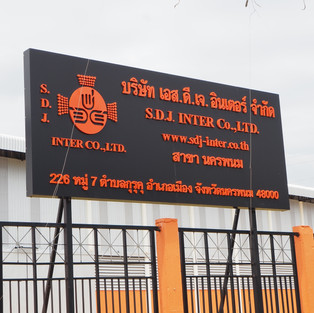 S.
D.
J.
INTER CO.,LTD.
บริษัท เอส.ดี.เจ. อินเตอร์ จำกัด
S.D.J. INTER Co.,LTD.
www.sdj-inter.co.th
สาขา นครพนม
226 หมู่ 7 ตำบลกุรุคุ อำเภอเมือง จังหวัดนครพนม 48000